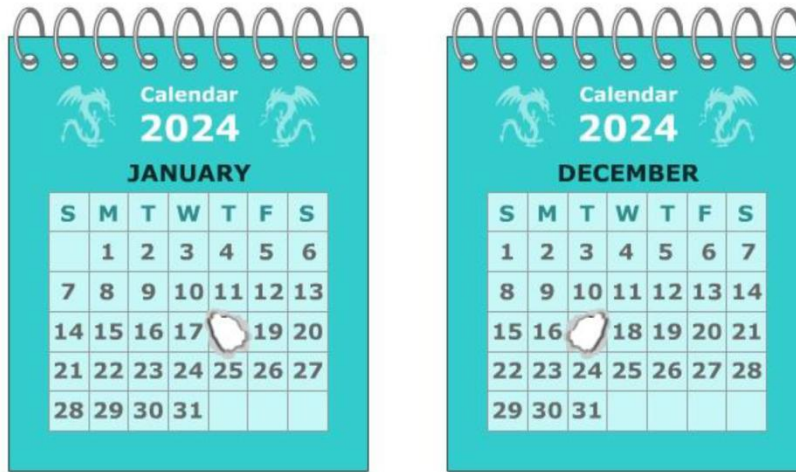 Calendar
2024
JANUARY
S M T W T F S
1 2 3 4 5 6
7 8 9 10 11 12 13
14 15 16 17 19 20
21 22 23 24 25 26 27
28 29 30 31
Calendar
2024
DECEMBER
S M T W T F S
1 2 3 4 5 6 7
8 9 10 11 12 13 14
15 16 18 19 20 21
22 23 24 25 26 27 28
29 30 31